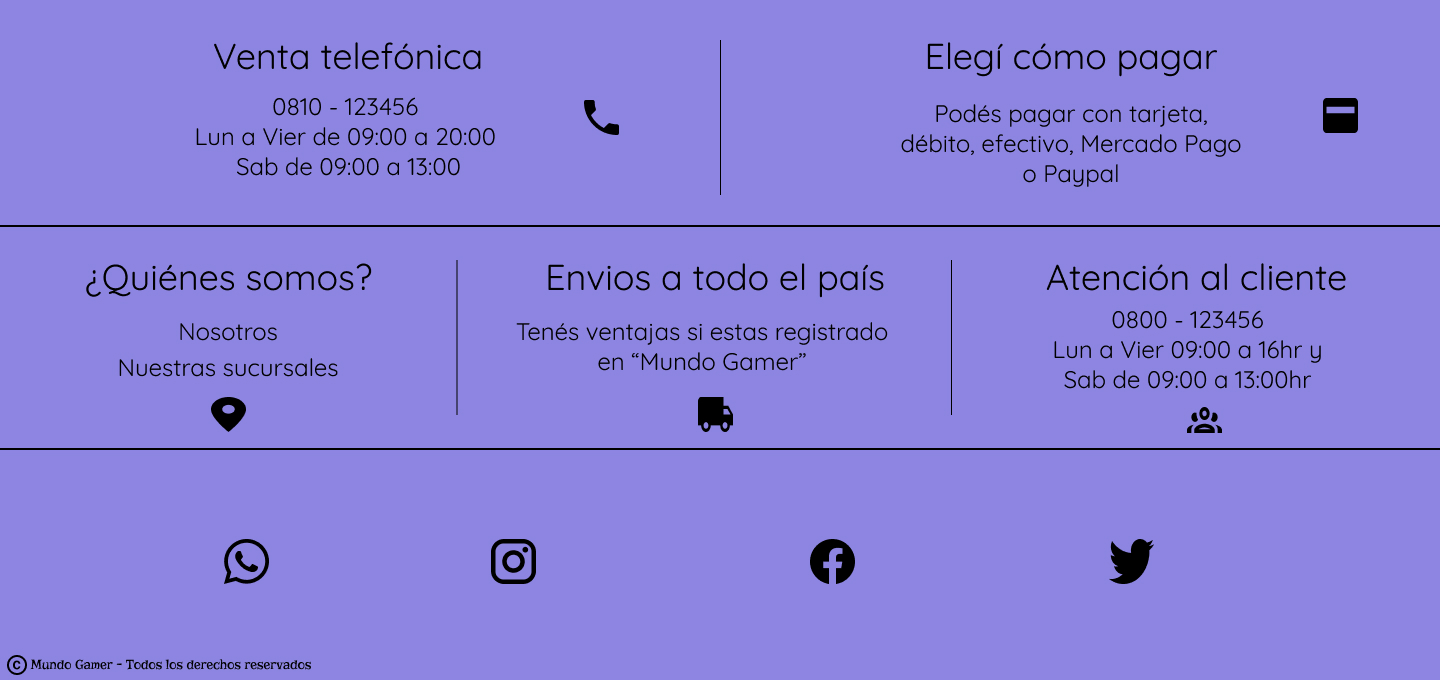 Venta telefónica
0810 - 123456
Lun a Vier de 09:00 a 20:00
Sab de 09:00 a 13:00
Elegí cómo pagar
Podés pagar con tarjeta,
débito, efectivo, Mercado Pago
o Paypal
¿Quiénes somos?
Nosotros
Nuestras sucursales
Envios a todo el país
Tenés ventajas si estas registrado
en “Mundo Gamer”
Atención al cliente
0800 - 123456
Lun a Vier 09:00 a 16hr y
Sab de 09:00 a 13:00hr
© Mundo Gamer - Todos los derechos reservados